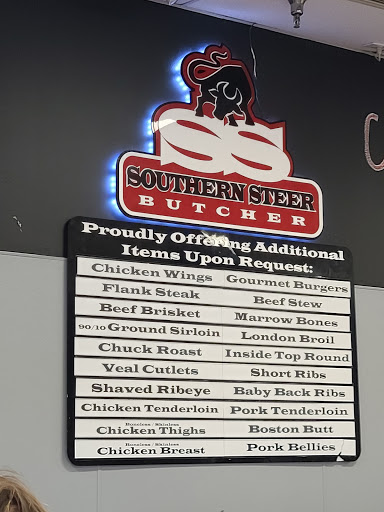 SS
SOUTHERN STEER
BUTCHER
Proudly Offering Additional
Items Upon Request:
Chicken Wings Gourmet Burgers
Flank Steak Beef Stew
Beef Brisket Marrow Bones
90/10 Ground Sirloin London Broil
Chuck Roast Inside Top Round
Veal Cutlets Short Ribs
Shaved Ribeye Baby Back Ribs
Chicken Tenderloin Pork Tenderloin
Boneless / Skinless
Chicken Thighs Boston Butt
Boneless / Skinless
Chicken Breast Pork Bellies
C